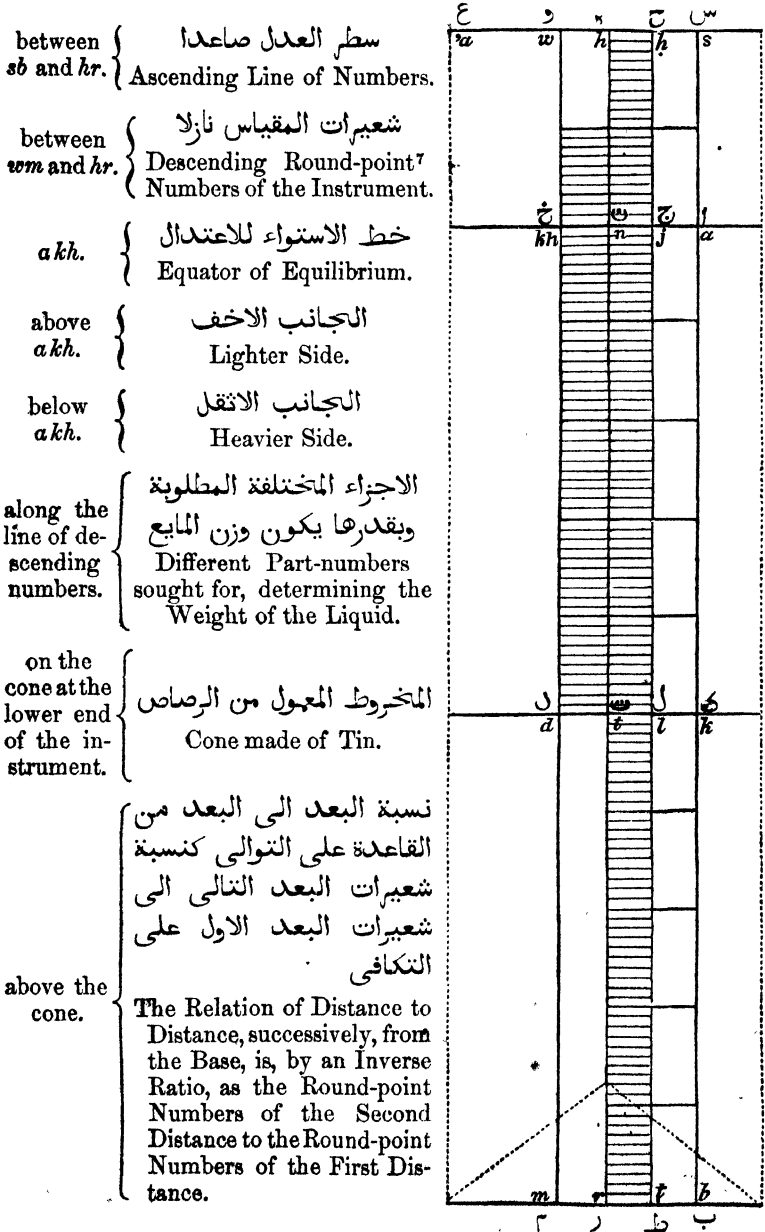 between
sb and hr.
سطر العدل صاعدا
Ascending Line of Numbers.
between
wm and hr.
شعيرات المقياس نازلا
Descending Round-point⁷
Numbers of the Instrument.
akh.
خط الاستواء للاعتدال
Equator of Equilibrium.
above
akh.
الجانب الاخف
Lighter Side.
below
akh.
الجانب الاثقل
Heavier Side.
along the
line of de-
scending
numbers.
الاجزاء المختلفة المطلوبة
وبقدرها يكون وزن المايع
Different Part-numbers
sought for, determining the
Weight of the Liquid.
on the
cone at the
lower end
of the in-
strument.
المخروط المعمول من الرصاص
Cone made of Tin.
above the
cone.
نسبة البعد الى البعد من
القاعدة على التوالى كنسبة
شعيرات البعد التالى الى
شعيرات البعد الاول على
التكافى
The Relation of Distance to
Distance, successively, from
the Base, is, by an Inverse
Ratio, as the Round-point
Numbers of the Second
Distance to the Round-point
Numbers of the First Dis-
tance.
ع و ه ح س
'a w h ḥ s
خ ن ج ا
kh n j a
د ت ل ك
d t l k
m r ṭ b
م ر ط ب